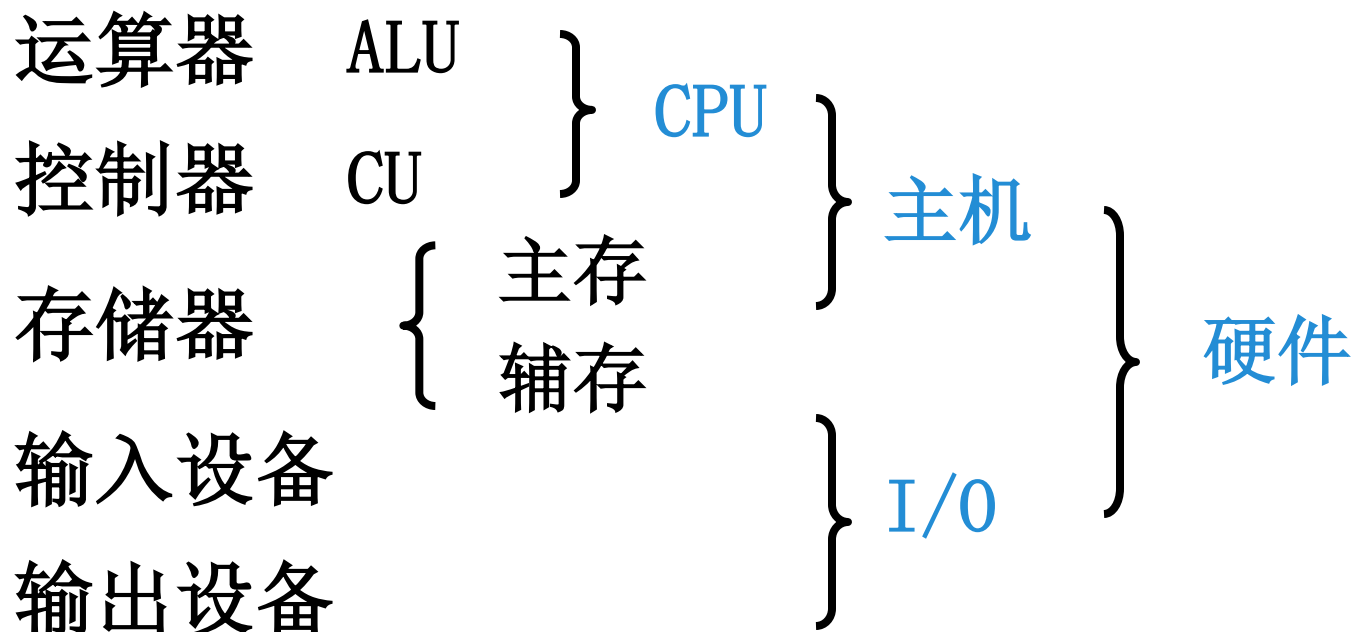 运算器 ALU
CPU
控制器 CU
主机
主存
存储器
硬件
辅存
输入设备
I/O
输出设备